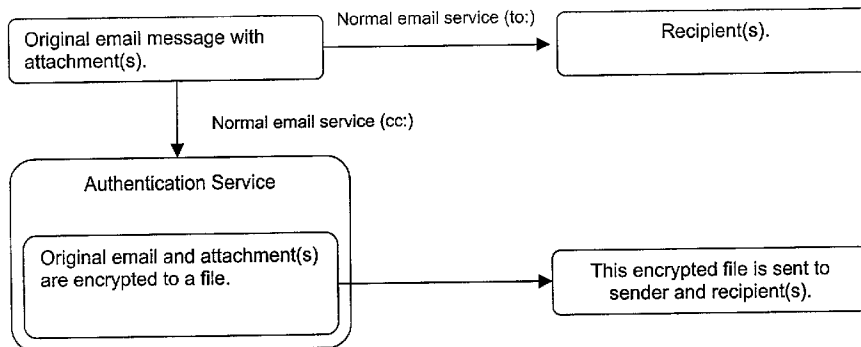 Normal email service (to:)
Original email message with
attachment(s).
Recipient(s).
Normal email service (cc:)
Authentication Service
Original email and attachment(s)
are encrypted to a file.
This encrypted file is sent to
sender and recipient(s).